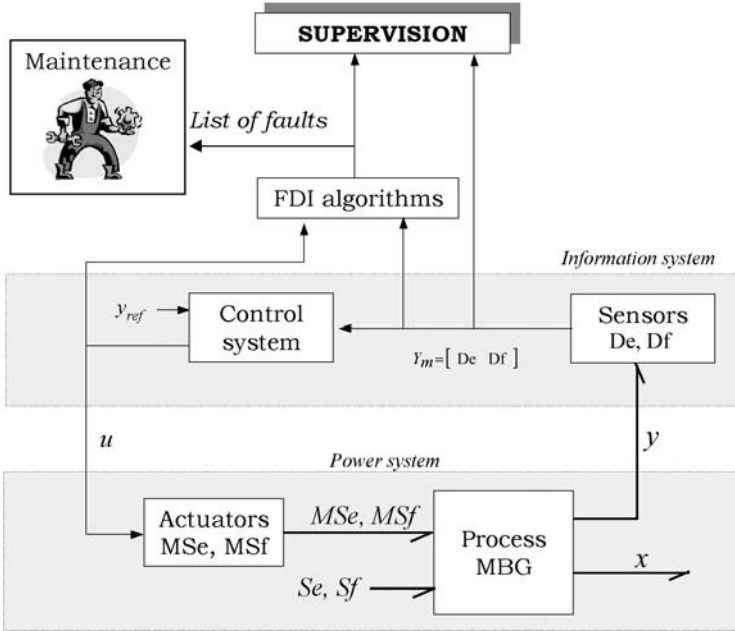 SUPERVISION
Maintenance
List of faults
FDI algorithms
Information system
y_ref
Control
system
Sensors
De, Df
Y_m=[ De Df ]
u
y
Power system
Actuators
MSe, MSf
MSe, MSf
Process
MBG
x
Se, Sf